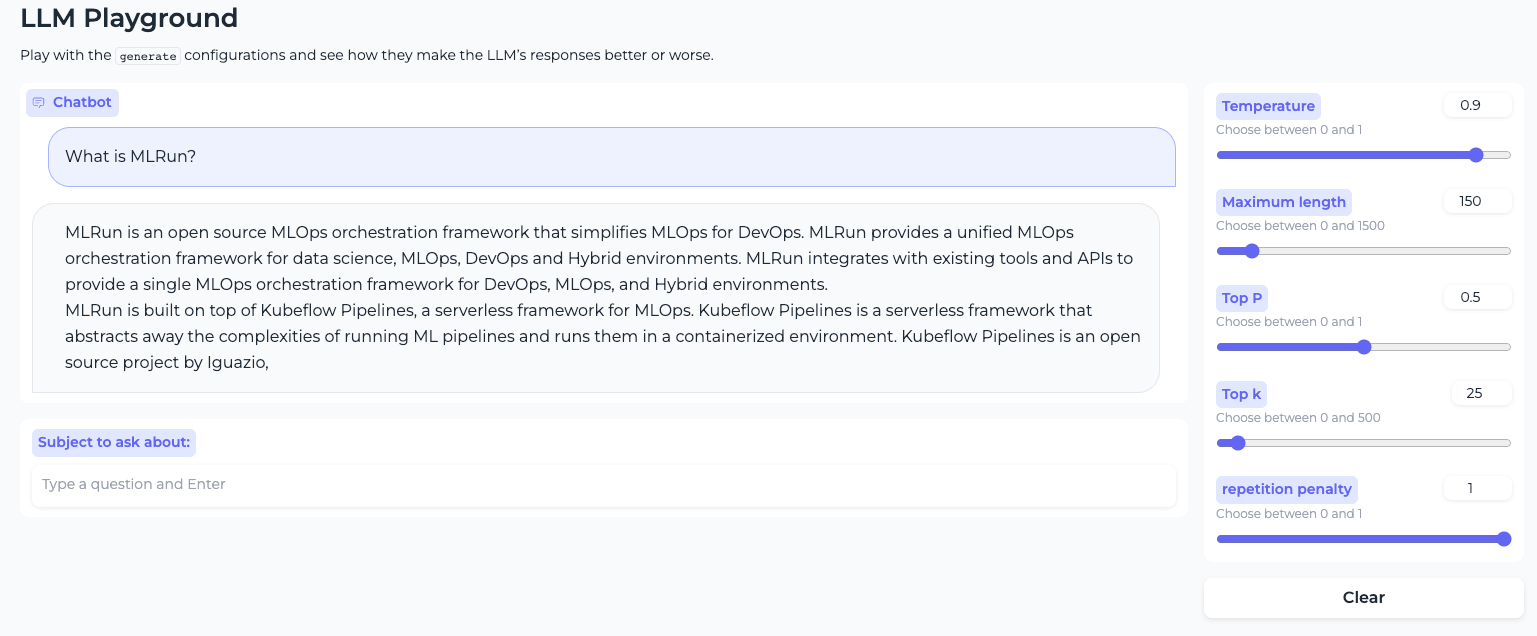 LLM Playground
Play with the generate configurations and see how they make the LLM's responses better or worse.
Chatbot
What is MLRun?
MLRun is an open source MLOps orchestration framework that simplifies MLOps for DevOps. MLRun provides a unified MLOps
orchestration framework for data science, MLOps, DevOps and Hybrid environments. MLRun integrates with existing tools and APIs to
provide a single MLOps orchestration framework for DevOps, MLOps, and Hybrid environments.
MLRun is built on top of Kubeflow Pipelines, a serverless framework for MLOps. Kubeflow Pipelines is a serverless framework that
abstracts away the complexities of running ML pipelines and runs them in a containerized environment. Kubeflow Pipelines is an open
source project by Iguazio,
Subject to ask about:
Type a question and Enter
Temperature 0.9
Choose between 0 and 1
Maximum length 150
Choose between 0 and 1500
Top P 0.5
Choose between 0 and 1
Top k 25
Choose between 0 and 500
repetition penalty 1
Choose between 0 and 1
Clear